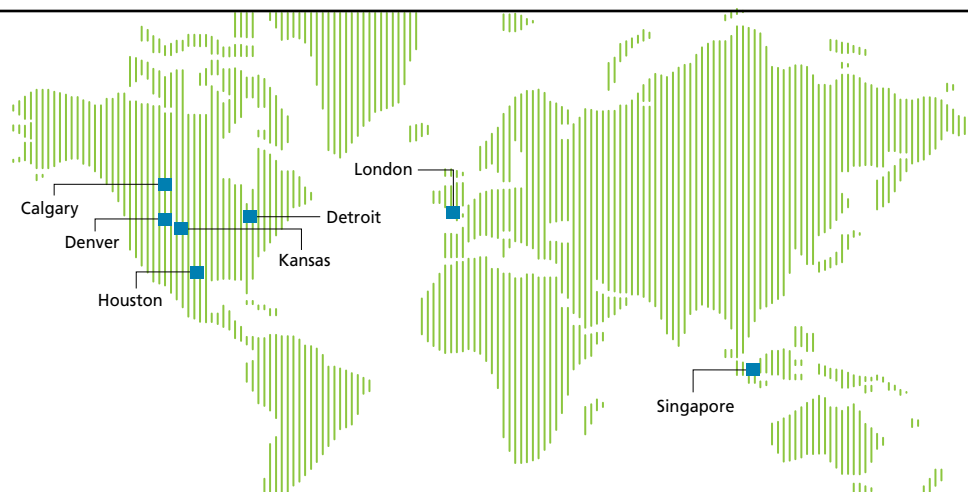 London
Calgary
Detroit
Denver
Kansas
Houston
Singapore